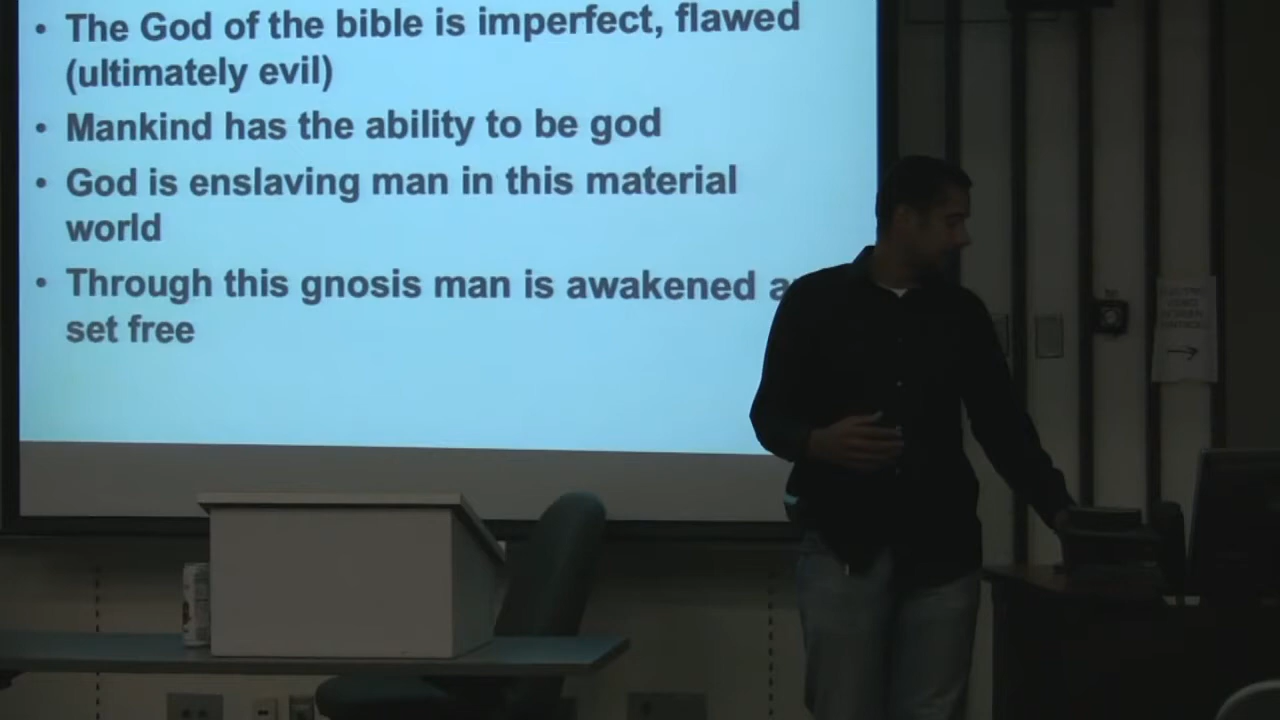 • The God of the bible is imperfect, flawed
(ultimately evil)
• Mankind has the ability to be god
• God is enslaving man in this material
world
• Through this gnosis man is awakened
set free